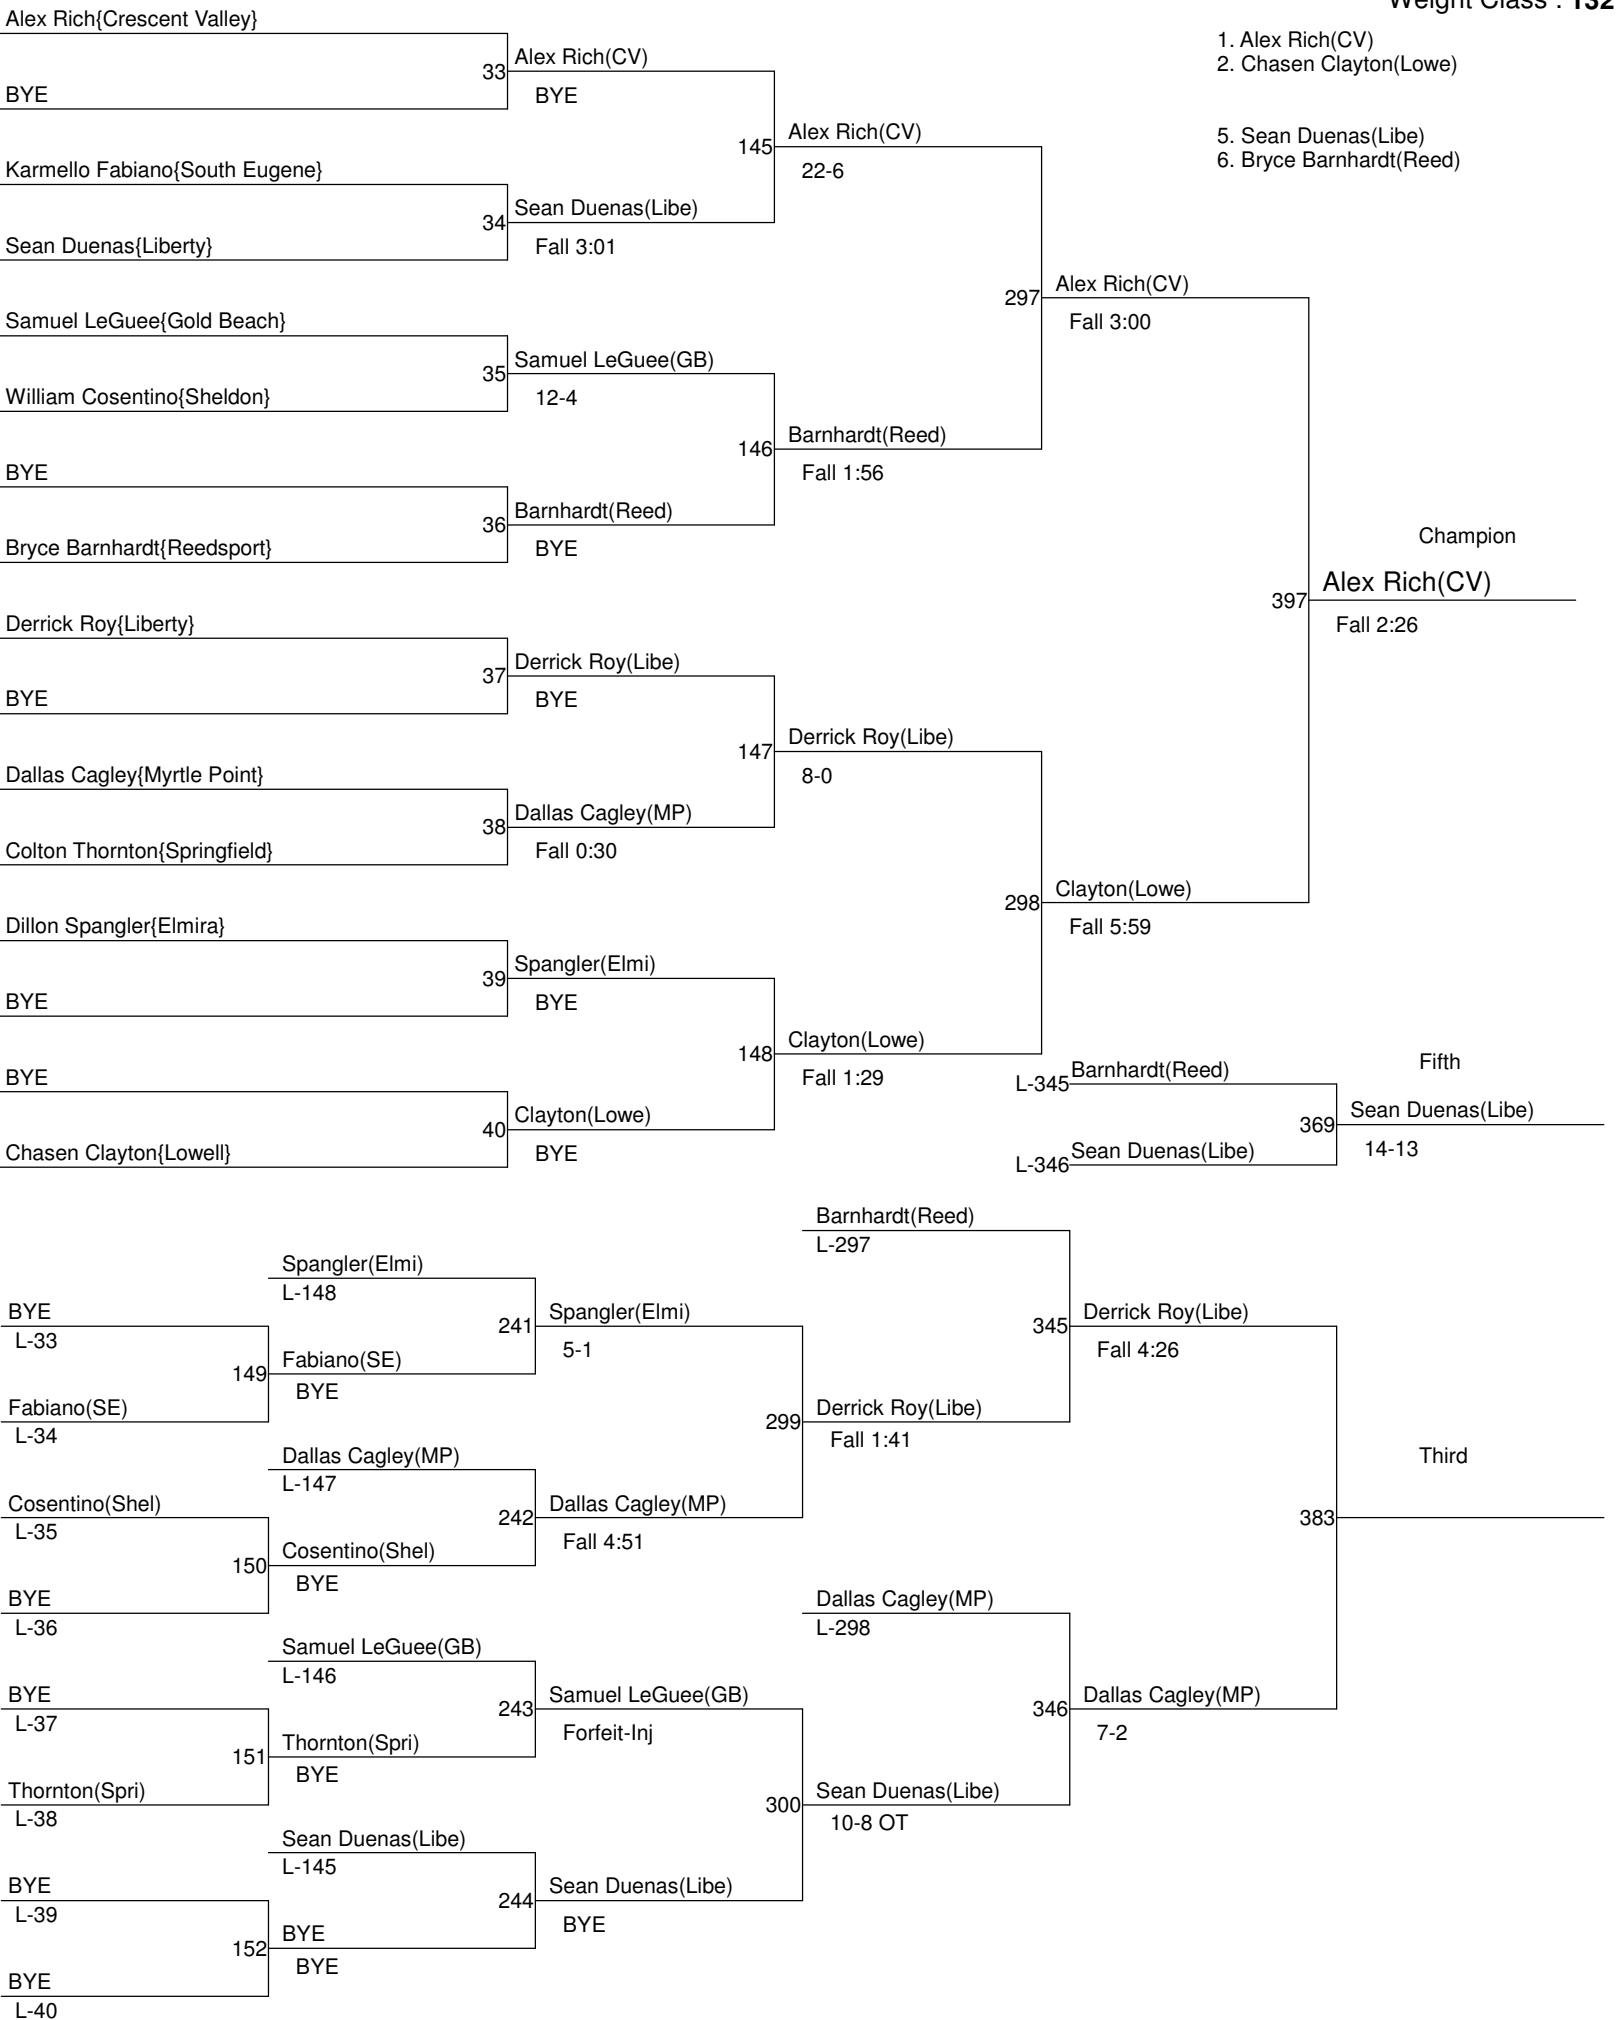 Weight Class : 132
1. Alex Rich(CV)
2. Chasen Clayton(Lowe)
5. Sean Duenas(Libe)
6. Bryce Barnhardt(Reed)
Alex Rich{Crescent Valley}
BYE
Karmello Fabiano{South Eugene}
Sean Duenas{Liberty}
Samuel LeGuee{Gold Beach}
William Cosentino{Sheldon}
BYE
Bryce Barnhardt{Reedsport}
Derrick Roy{Liberty}
BYE
Dallas Cagley{Myrtle Point}
Colton Thornton{Springfield}
Dillon Spangler{Elmira}
BYE
BYE
Chasen Clayton{Lowell}
33 Alex Rich(CV)
BYE
34 Sean Duenas(Libe)
Fall 3:01
35 Samuel LeGuee(GB)
12-4
36 Barnhardt(Reed)
BYE
37 Derrick Roy(Libe)
BYE
38 Dallas Cagley(MP)
Fall 0:30
39 Spangler(Elmi)
BYE
40 Clayton(Lowe)
BYE
145 Alex Rich(CV)
22-6
146 Barnhardt(Reed)
Fall 1:56
147 Derrick Roy(Libe)
8-0
148 Clayton(Lowe)
Fall 1:29
297 Alex Rich(CV)
Fall 3:00
298 Clayton(Lowe)
Fall 5:59
Champion
397 Alex Rich(CV)
Fall 2:26
Fifth
L-345 Barnhardt(Reed)
L-346 Sean Duenas(Libe)
369 Sean Duenas(Libe)
14-13
BYE
L-33
Fabiano(SE)
L-34
Cosentino(Shel)
L-35
BYE
L-36
BYE
L-37
Thornton(Spri)
L-38
BYE
L-39
BYE
L-40
Spangler(Elmi)
L-148
149 Fabiano(SE)
BYE
Dallas Cagley(MP)
L-147
150 Cosentino(Shel)
BYE
Samuel LeGuee(GB)
L-146
151 Thornton(Spri)
BYE
Sean Duenas(Libe)
L-145
152 BYE
BYE
241 Spangler(Elmi)
5-1
242 Dallas Cagley(MP)
Fall 4:51
243 Samuel LeGuee(GB)
Forfeit-Inj
244 Sean Duenas(Libe)
BYE
Barnhardt(Reed)
L-297
299 Derrick Roy(Libe)
Fall 1:41
Dallas Cagley(MP)
L-298
300 Sean Duenas(Libe)
10-8 OT
345 Derrick Roy(Libe)
Fall 4:26
346 Dallas Cagley(MP)
7-2
Third
383